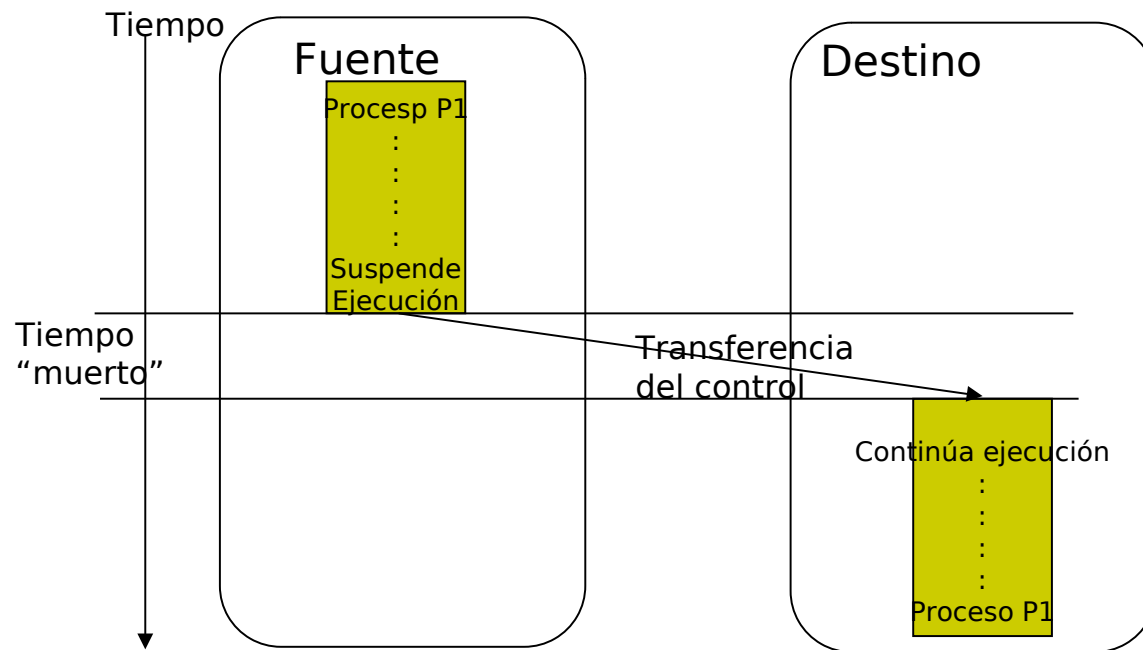 Tiempo
Fuente
Destino
Procesp P1
:
:
:
:
Suspende
Ejecución
Tiempo
“muerto”
Transferencia
del control
Continúa ejecución
:
:
:
:
Proceso P1